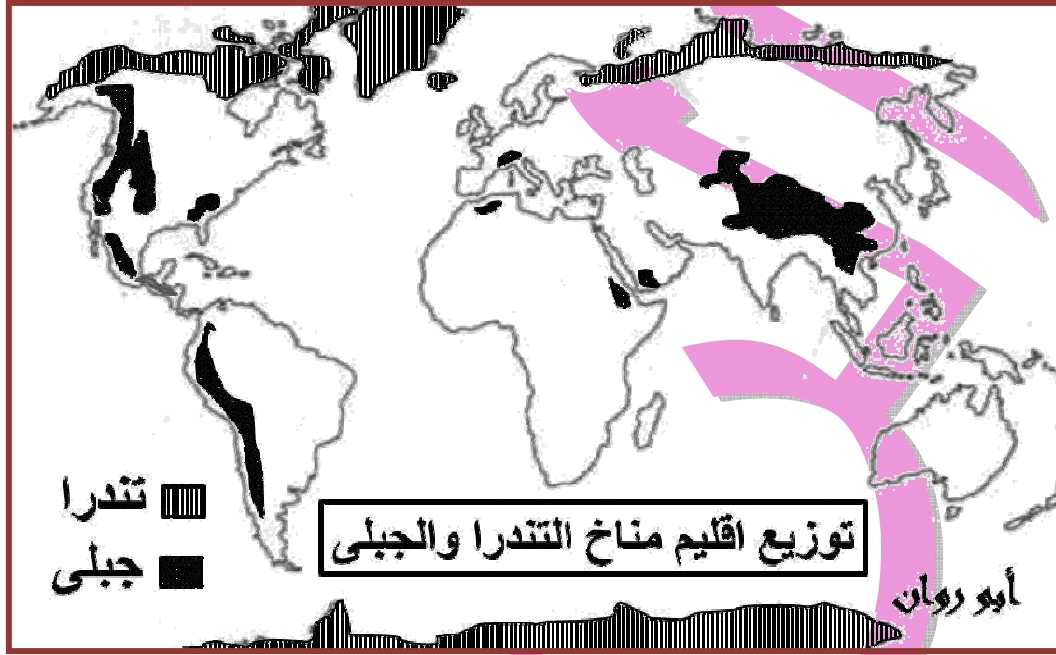 تندرا
جبلى
توزيع اقليم مناخ التندرا والجبلى
أبو روان